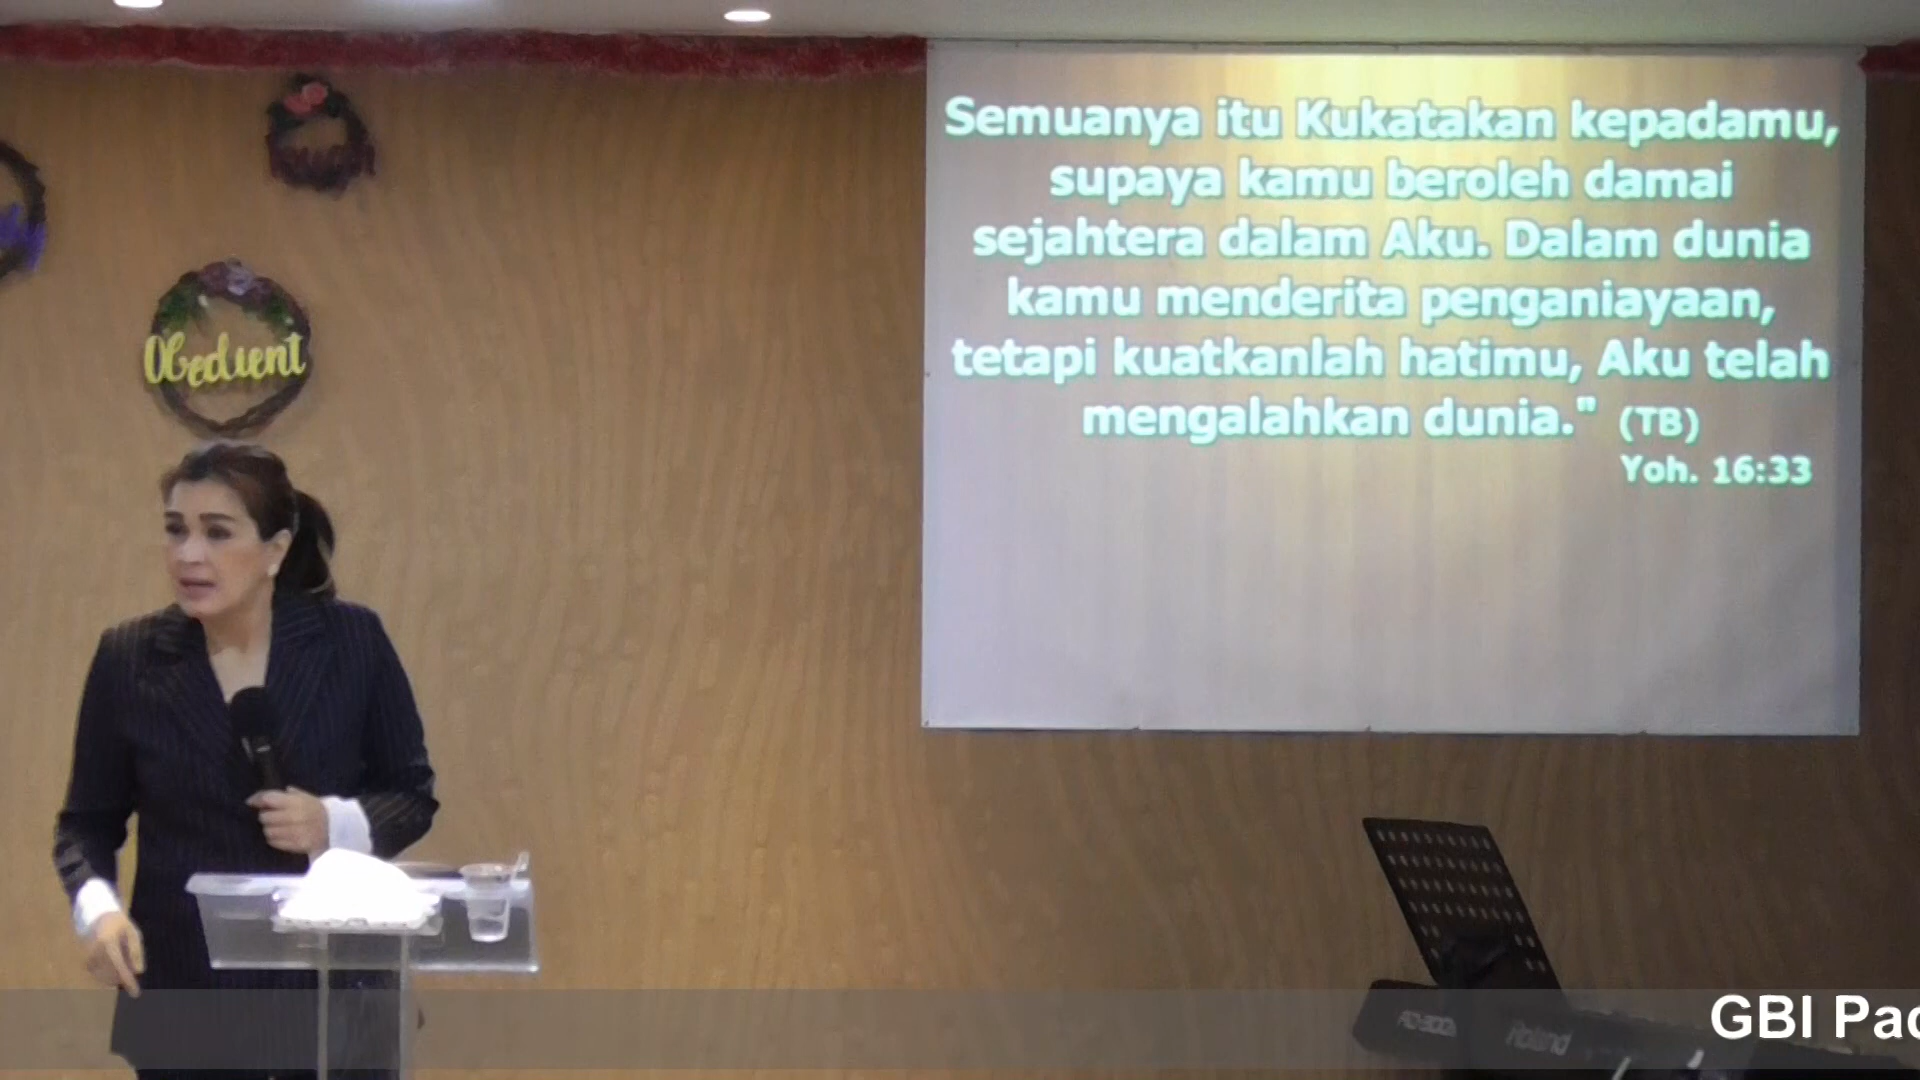 Semuanya itu Kukatakan kepadamu,
supaya kamu beroleh damai
sejahtera dalam Aku. Dalam dunia
kamu menderita penganiayaan,
tetapi kuatkanlah hatimu, Aku telah
mengalahkan dunia." (TB)
Yoh. 16:33
Obedient
Roland
GBI Pac